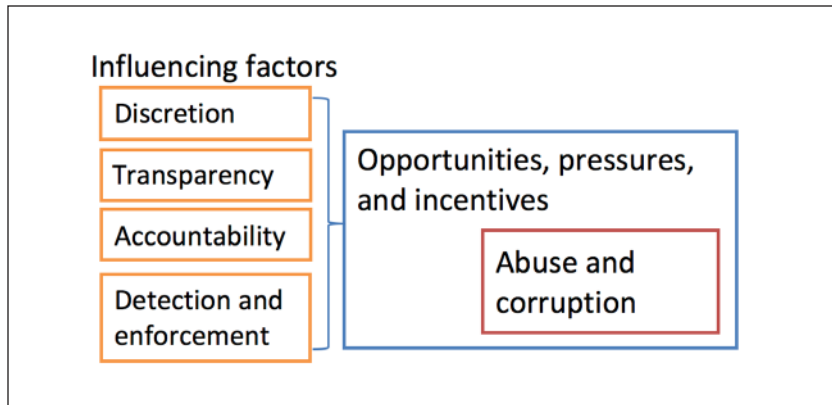 Influencing factors
Discretion
Transparency
Accountability
Detection and
enforcement
Opportunities, pressures,
and incentives
Abuse and
corruption